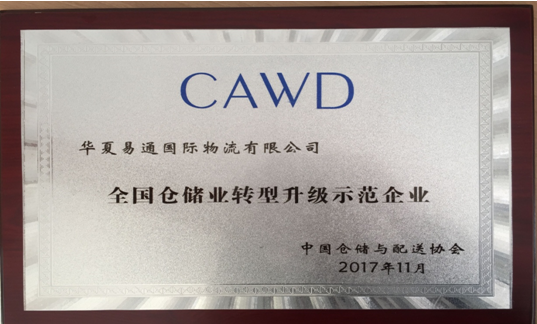 CAWD
华夏易通国际物流有限公司
全国仓储业转型升级示范企业
中国仓储与配送协会
2017年11月